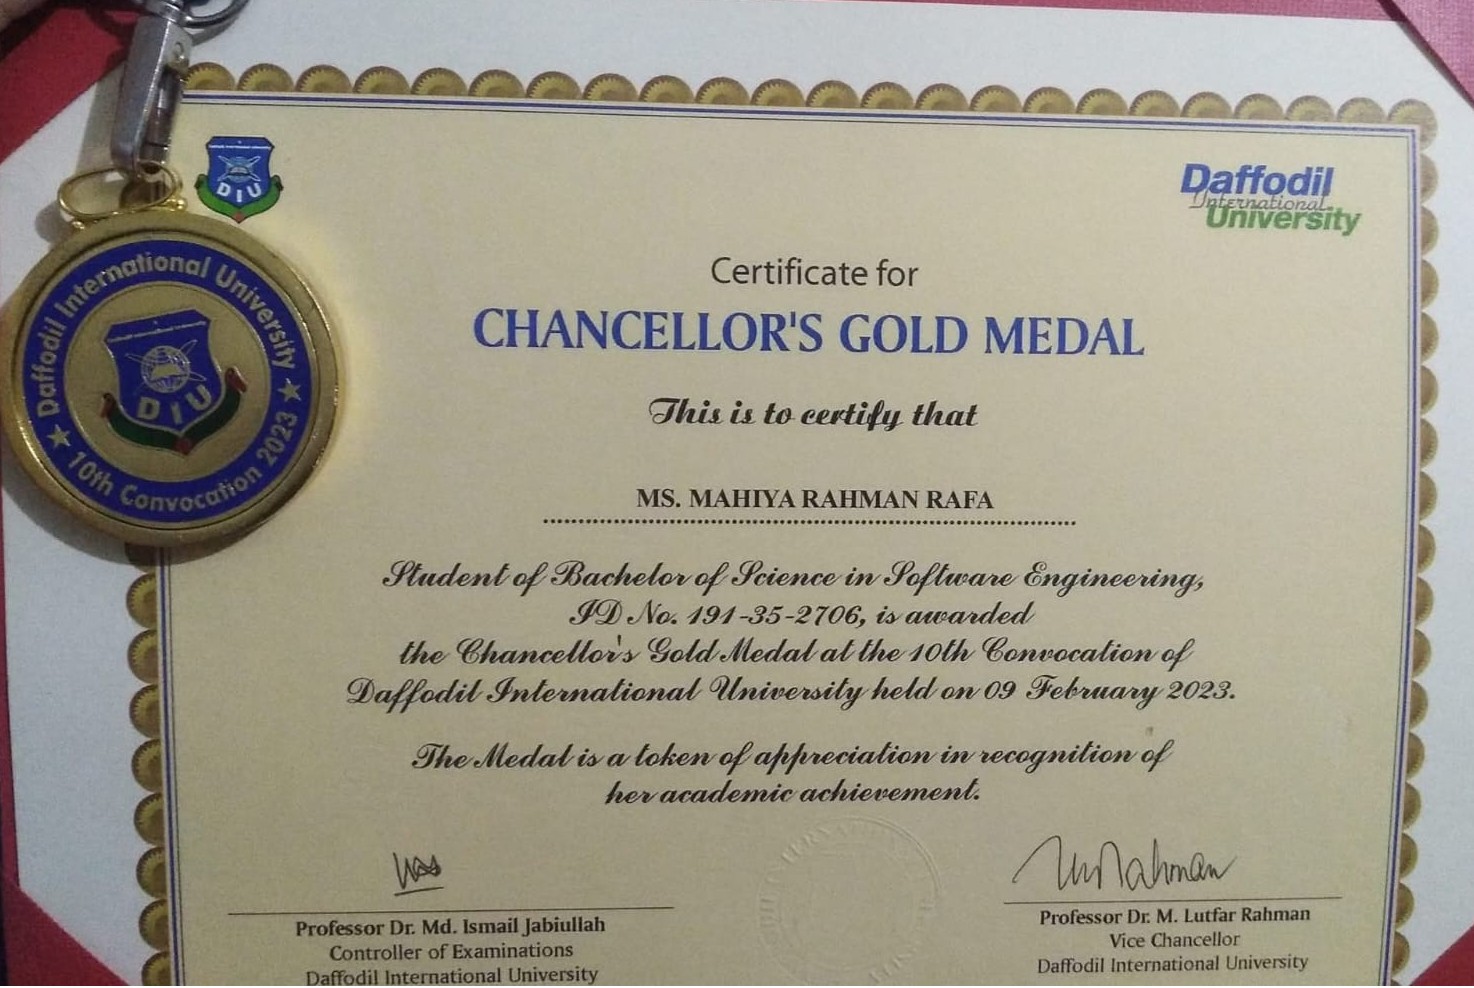 DIU
Daffodil
International
University
Daffodil International University
DIU
10th Convocation 2023
Certificate for
CHANCELLOR'S GOLD MEDAL
This is to certify that
MS. MAHIYA RAHMAN RAFA
Student of Bachelor of Science in Software Engineering,
ID No. 191-35-2706, is awarded
the Chancellor's Gold Medal at the 10th Convocation of
Daffodil International University held on 09 February 2023.
The Medal is a token of appreciation in recognition of
her academic achievement.
Professor Dr. Md. Ismail Jabiullah
Controller of Examinations
Daffodil International University
Professor Dr. M. Lutfar Rahman
Vice Chancellor
Daffodil International University